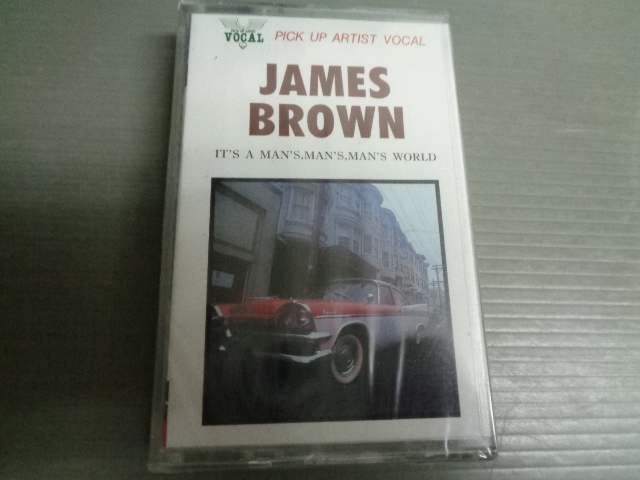 VOCAL PICK UP ARTIST VOCAL
JAMES
BROWN
IT'S A MAN'S,MAN'S,MAN'S WORLD